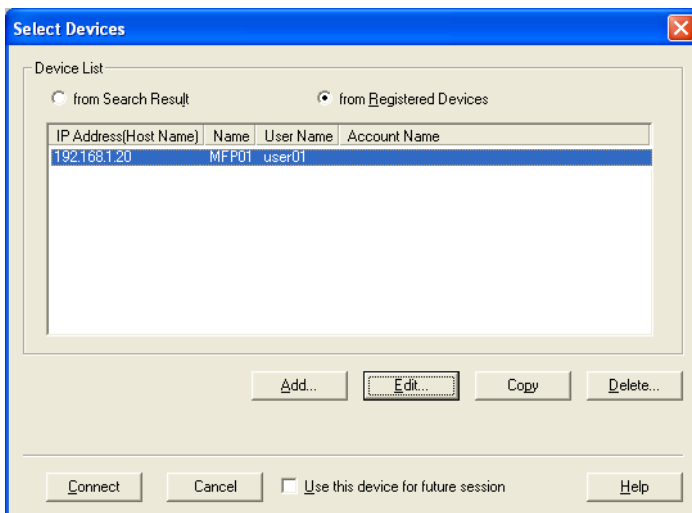 Select Devices
Device List
from Search Result from Registered Devices
IP Address(Host Name) Name User Name Account Name
192.168.1.20 MFP01 user01
Add... Edit... Copy Delete...
Connect Cancel Use this device for future session Help